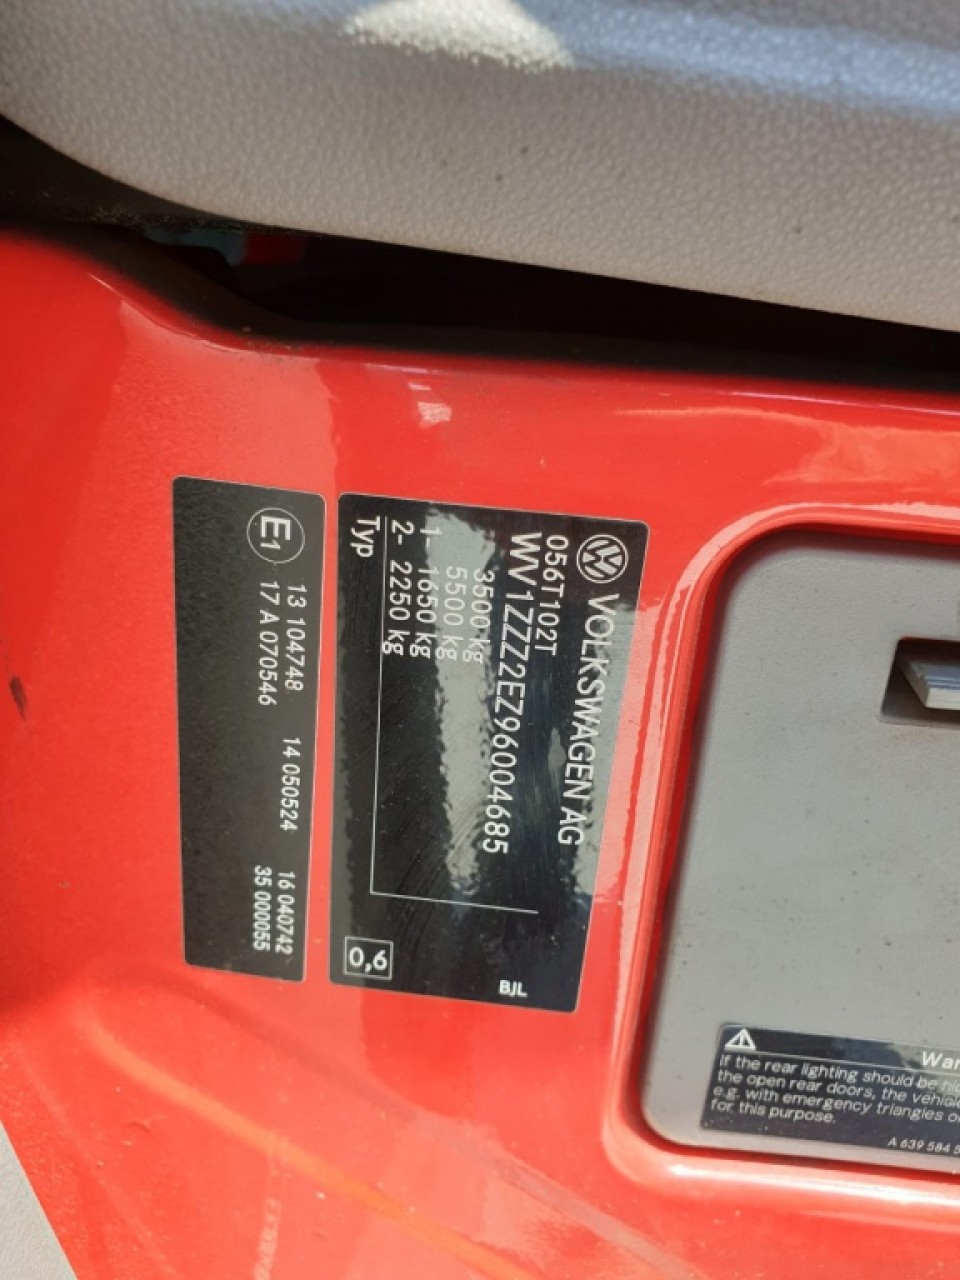 VOLKSWAGEN AG
056T102T
WV1ZZZ2EZ96004685
3500 kg
5500 kg
1- 1650 kg
2- 2250 kg
Typ
0,6
BJL
E1
13 104748 14 050524 16 040742
17 A 070546 35 000055
If the rear lighting should be
the open rear doors, the vehicle
e.g. with emergency triangles
for this purpose.
A 639 584 5